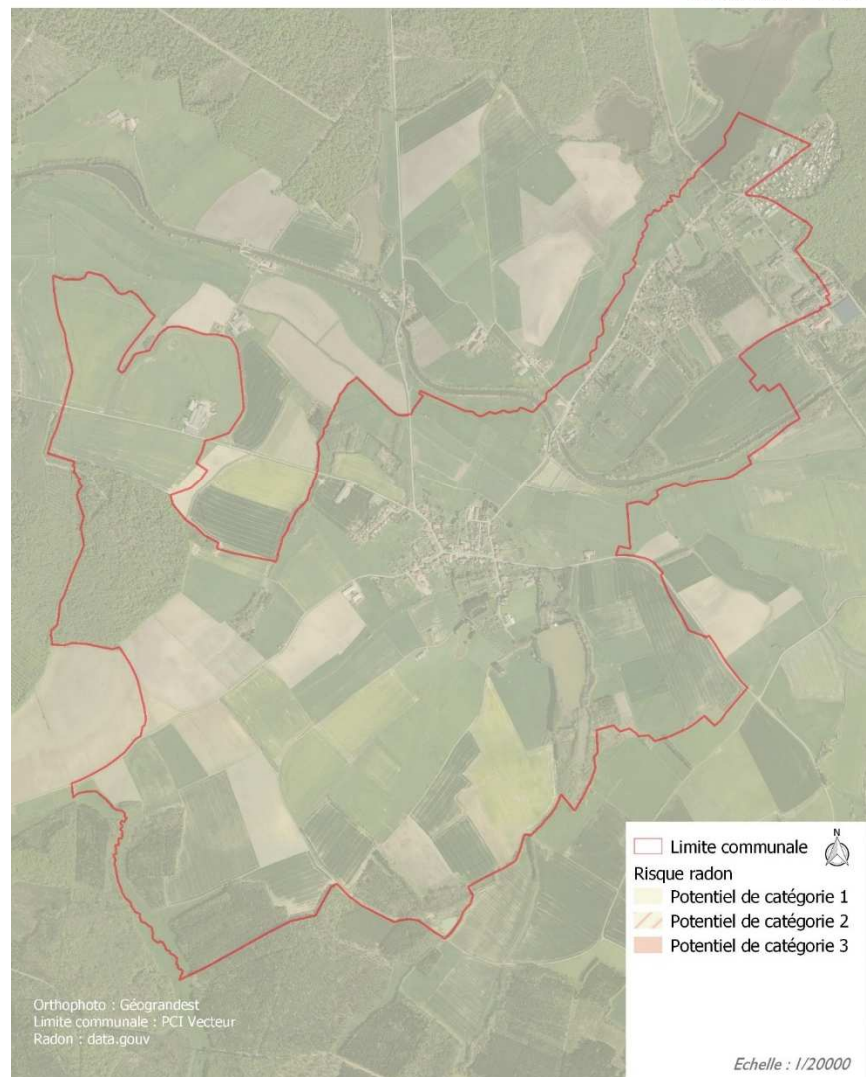 N
Limite communale
Risque radon
Potentiel de catégorie 1
Potentiel de catégorie 2
Potentiel de catégorie 3
Orthophoto : Géograndest
Limite communale : PCI Vecteur
Radon : data.gouv
Echelle : 1/20000